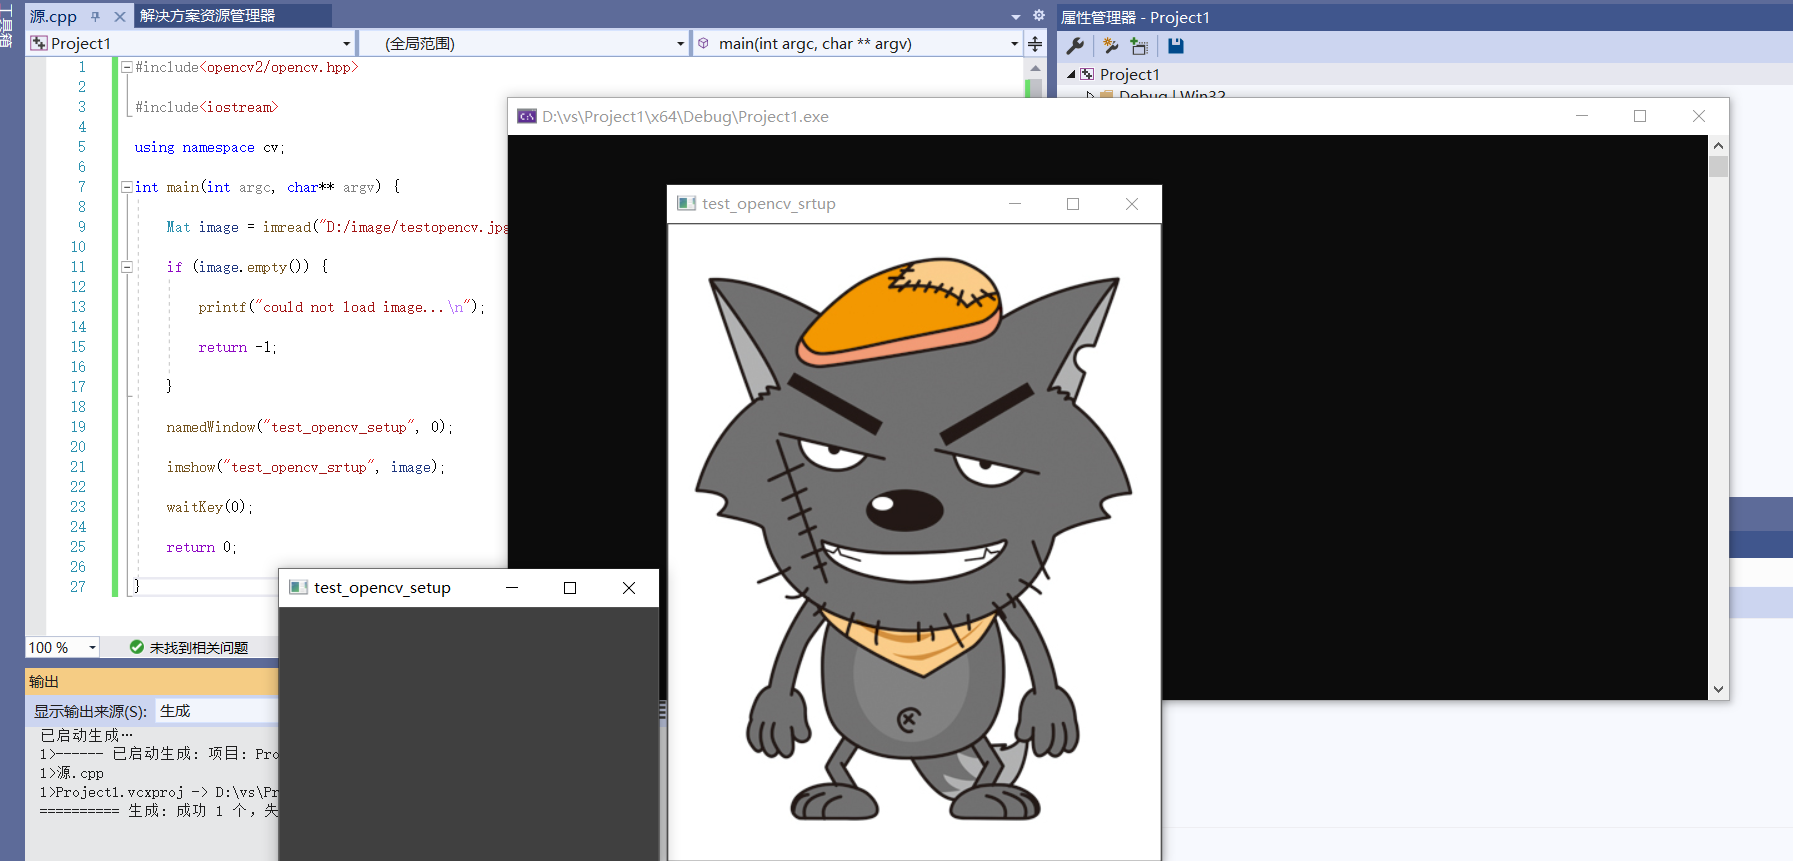 工具箱
源.cpp
解决方案资源管理器
属性管理器 - Project1
Project1
(全局范围)
main(int argc, char ** argv)
Project1
Debug | Win32
1 #include<opencv2/opencv.hpp>
2
3 #include<iostream>
4
5 using namespace cv;
6
7 int main(int argc, char** argv) {
8
9 Mat image = imread("D:/image/testopencv.jpg
10
11 if (image.empty()) {
12
13 printf("could not load image...\n");
14
15 return -1;
16
17 }
18
19 namedWindow("test_opencv_setup", 0);
20
21 imshow("test_opencv_srtup", image);
22
23 waitKey(0);
24
25 return 0;
26
27 }
D:\vs\Project1\x64\Debug\Project1.exe
test_opencv_srtup
test_opencv_setup
100 %
未找到相关问题
输出
显示输出来源(S): 生成
已启动生成…
1>------ 已启动生成: 项目: Pro
1>源.cpp
1>Project1.vcxproj -> D:\vs\Pr
========== 生成: 成功 1 个，失